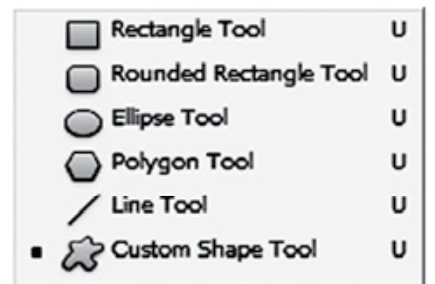 Rectangle Tool U
Rounded Rectangle Tool U
Ellipse Tool U
Polygon Tool U
Line Tool U
Custom Shape Tool U